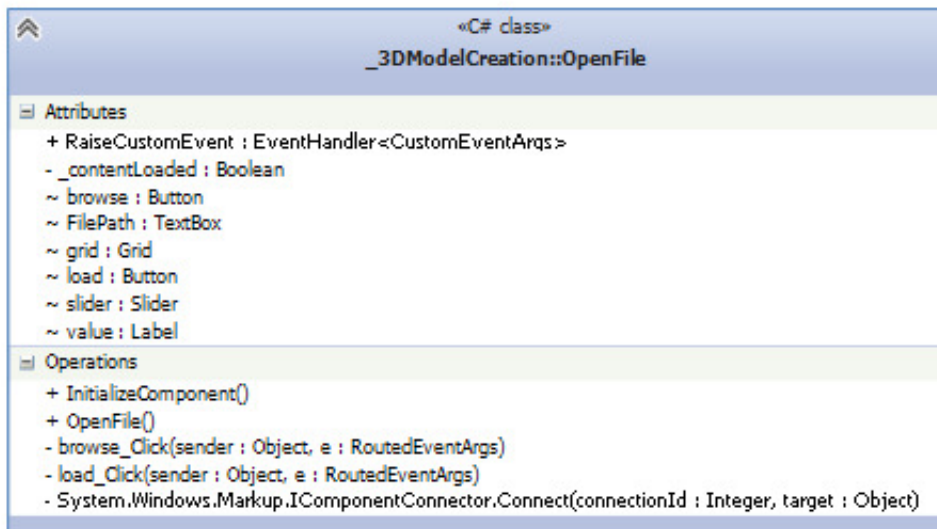 «C# class»
_3DModelCreation::OpenFile
Attributes
+ RaiseCustomEvent : EventHandler<CustomEventArgs>
- _contentLoaded : Boolean
~ browse : Button
~ FilePath : TextBox
~ grid : Grid
~ load : Button
~ slider : Slider
~ value : Label
Operations
+ InitializeComponent()
+ OpenFile()
- browse_Click(sender : Object, e : RoutedEventArgs)
- load_Click(sender : Object, e : RoutedEventArgs)
- System.Windows.Markup.IComponentConnector.Connect(connectionId : Integer, target : Object)